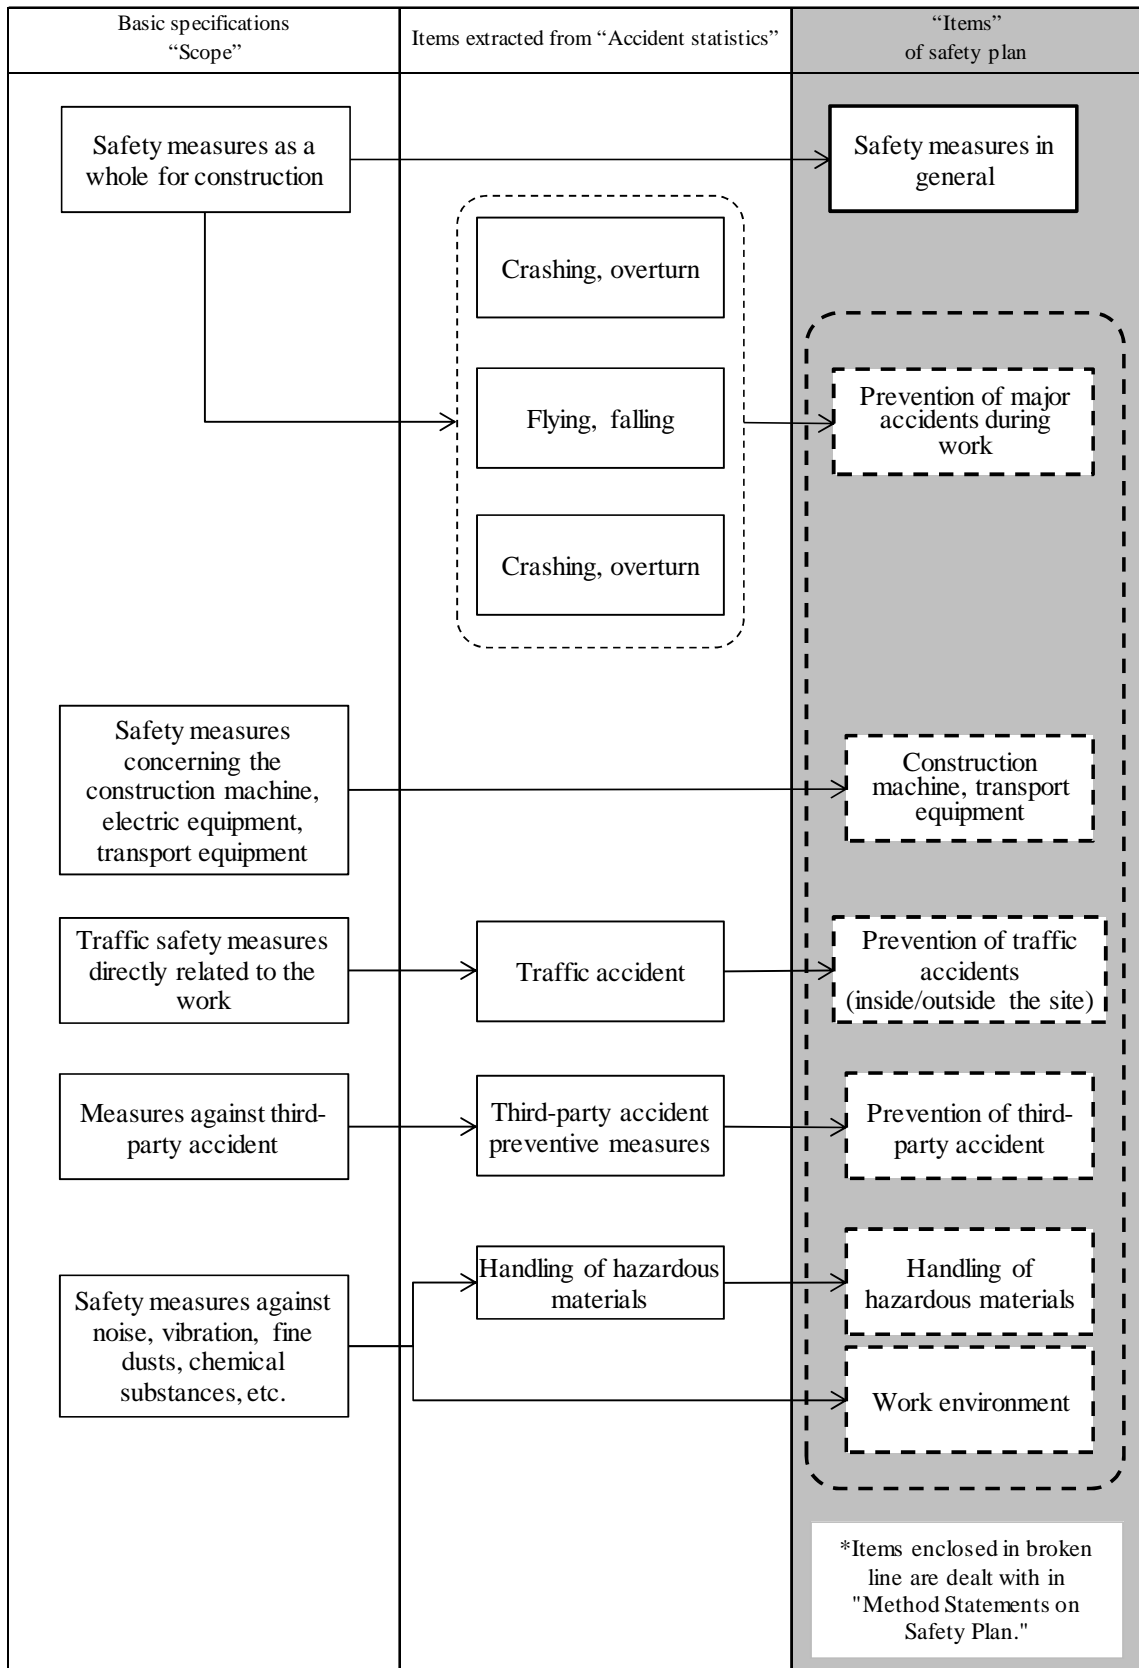 Basic specifications
“Scope”
Items extracted from “Accident statistics”
“Items”
of safety plan
Safety measures as a
whole for construction
Safety measures in
general
Crashing, overturn
Flying, falling
Crashing, overturn
Prevention of major
accidents during
work
Safety measures
concerning the
construction machine,
electric equipment,
transport equipment
Construction
machine, transport
equipment
Traffic safety measures
directly related to the
work
Traffic accident
Prevention of traffic
accidents
(inside/outside the site)
Measures against third-
party accident
Third-party accident
preventive measures
Prevention of third-
party accident
Safety measures against
noise, vibration, fine
dusts, chemical
substances, etc.
Handling of hazardous
materials
Handling of
hazardous materials
Work environment
*Items enclosed in broken
line are dealt with in
"Method Statements on
Safety Plan."